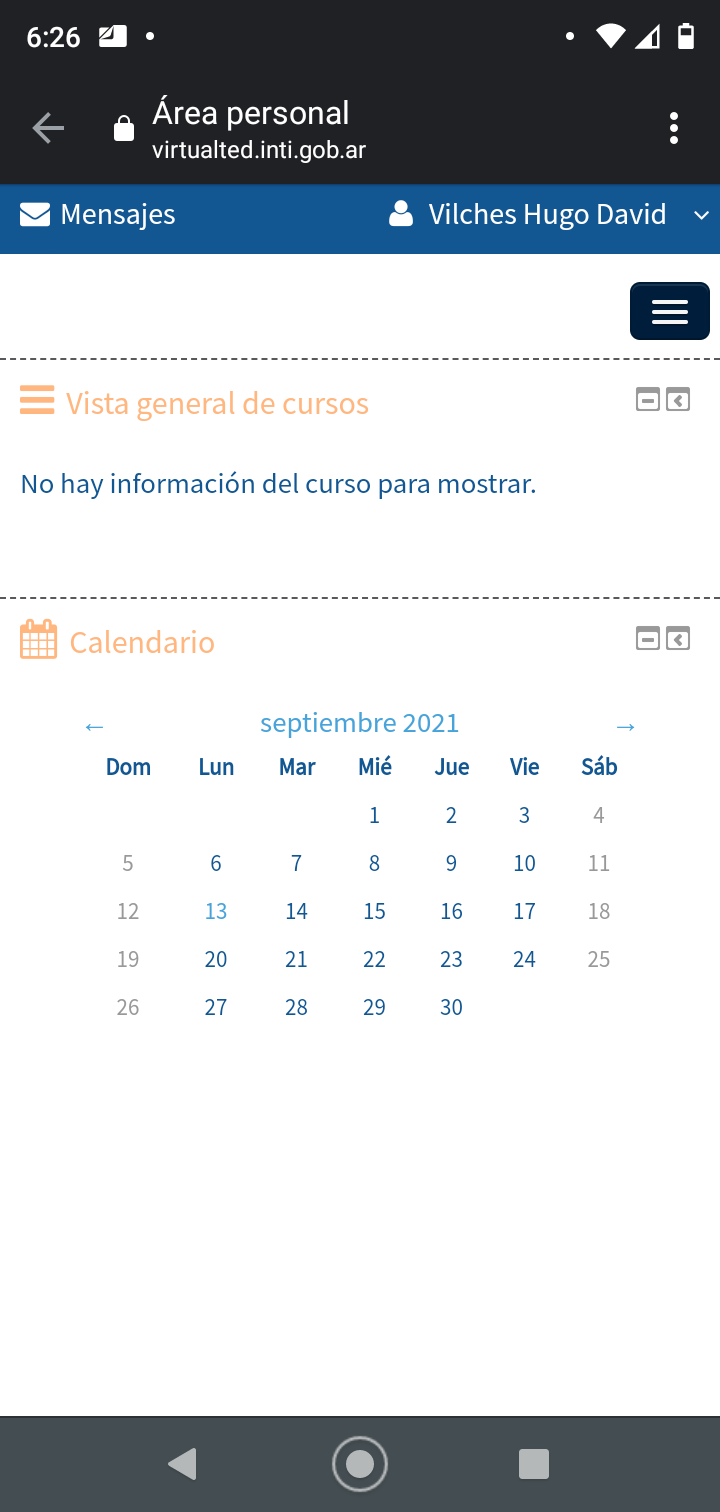 6:26
Área personal
virtualted.inti.gob.ar
Mensajes Vilches Hugo David
Vista general de cursos
No hay información del curso para mostrar.
Calendario
← septiembre 2021 →
Dom Lun Mar Mié Jue Vie Sáb
1 2 3 4
5 6 7 8 9 10 11
12 13 14 15 16 17 18
19 20 21 22 23 24 25
26 27 28 29 30